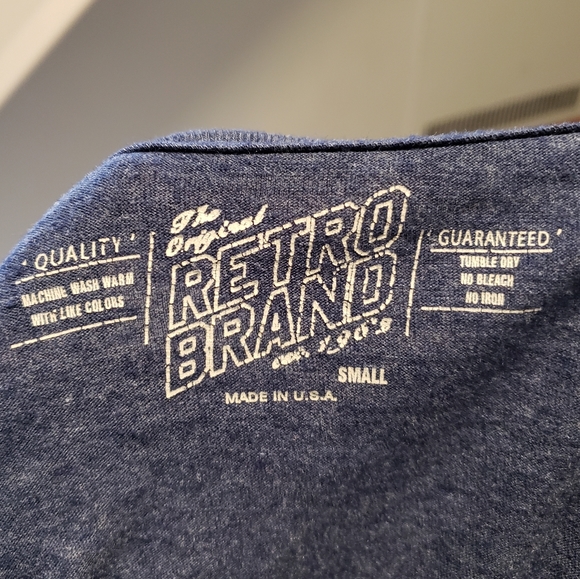 ' QUALITY '
MACHINE WASH WARM
WITH LIKE COLORS
The
Original
RETRO
BRAND
SMALL
MADE IN U.S.A.
' GUARANTEED '
TUMBLE DRY
NO BLEACH
NO IRON